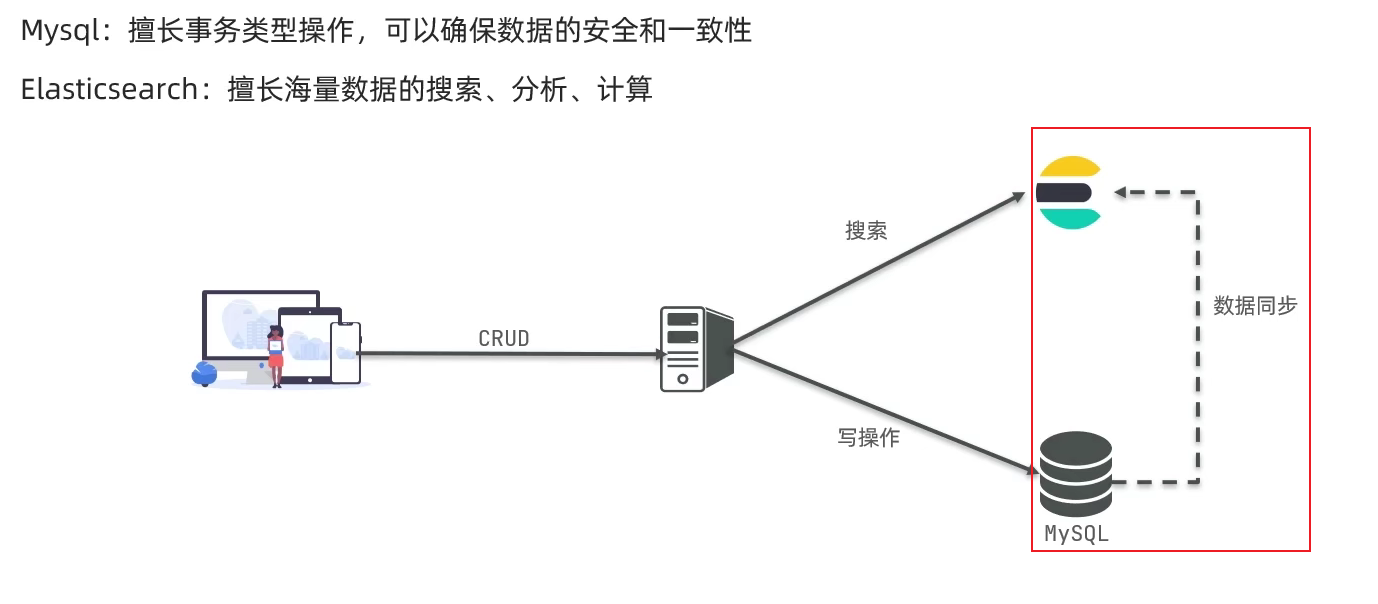 Mysql：擅长事务类型操作，可以确保数据的安全和一致性
Elasticsearch：擅长海量数据的搜索、分析、计算
搜索
数据同步
CRUD
写操作
MySQL